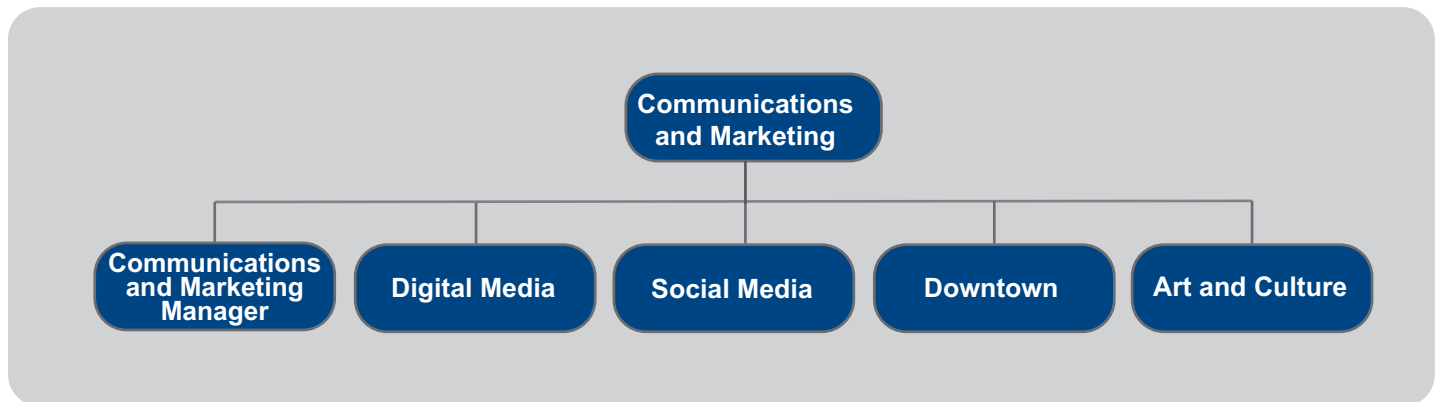 Communications
and Marketing
Communications
and Marketing
Manager
Digital Media
Social Media
Downtown
Art and Culture